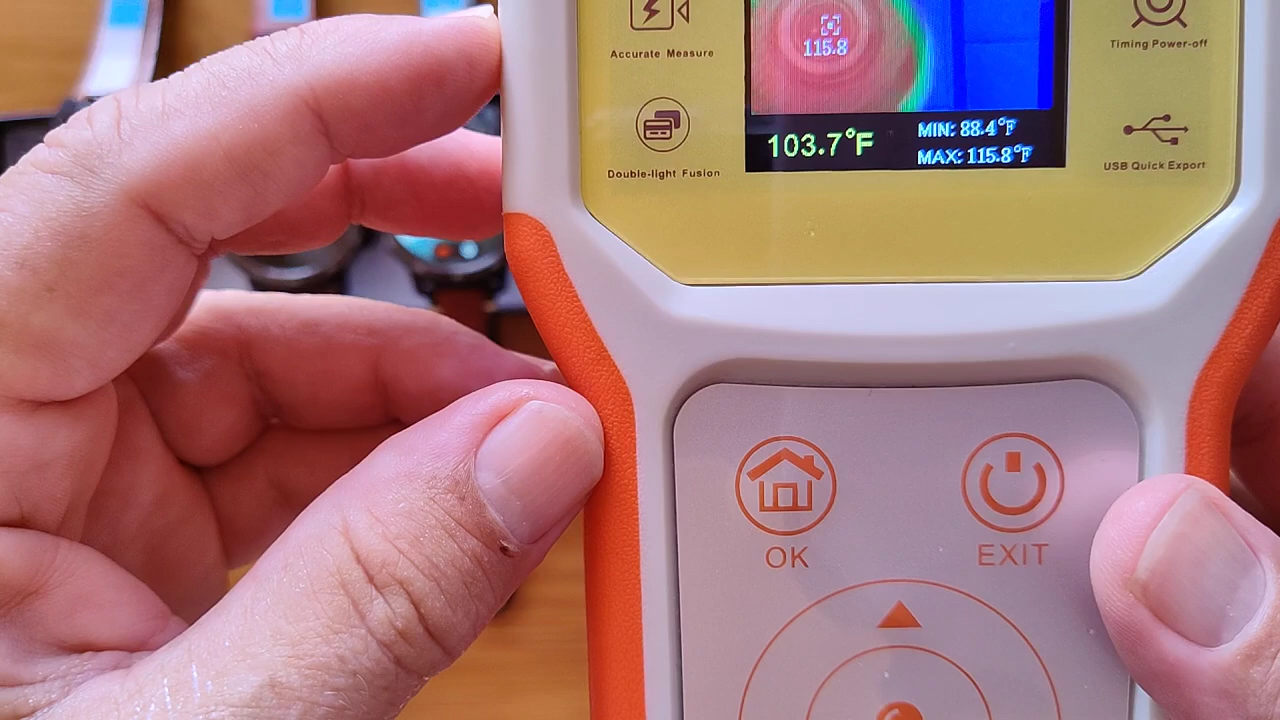 Accurate Measure
115.8
Timing Power-off
Double-light Fusion
103.7°F
MIN: 88.4°F
MAX: 115.8°F
USB Quick Export
OK
EXIT